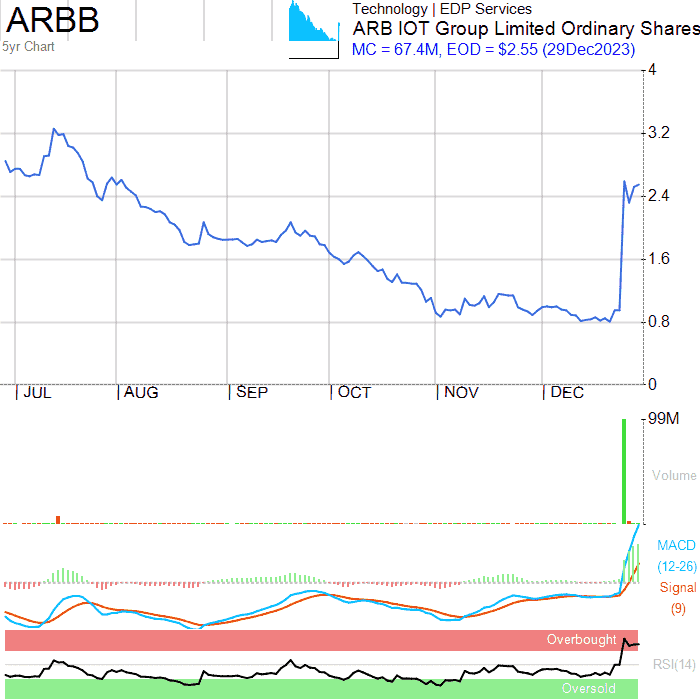 ARBB
5yr Chart
Technology | EDP Services
ARB IOT Group Limited Ordinary Shares
MC = 67.4M, EOD = $2.55 (29Dec2023)
4
3.2
2.4
1.6
0.8
0
JUL
AUG
SEP
OCT
NOV
DEC
99M
Volume
MACD
(12-26)
Signal
(9)
Overbought
RSI(14)
Oversold